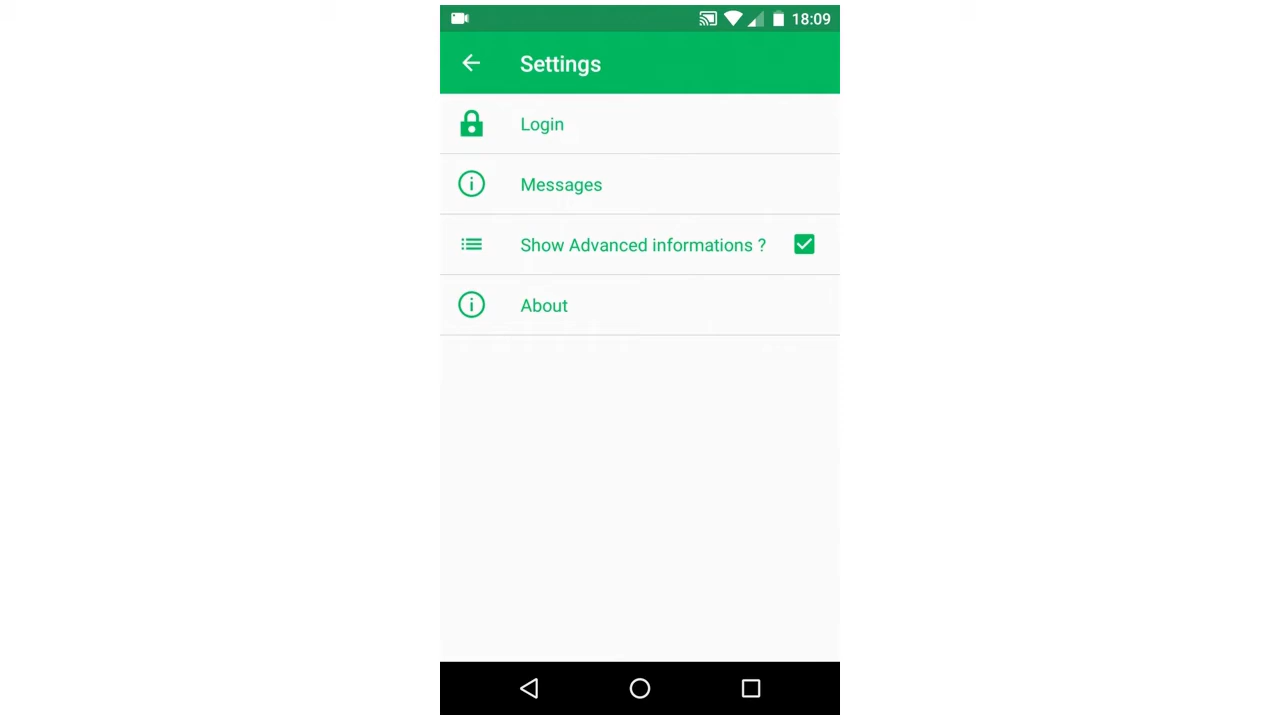 18:09
Settings
Login
Messages
Show Advanced informations ?
About